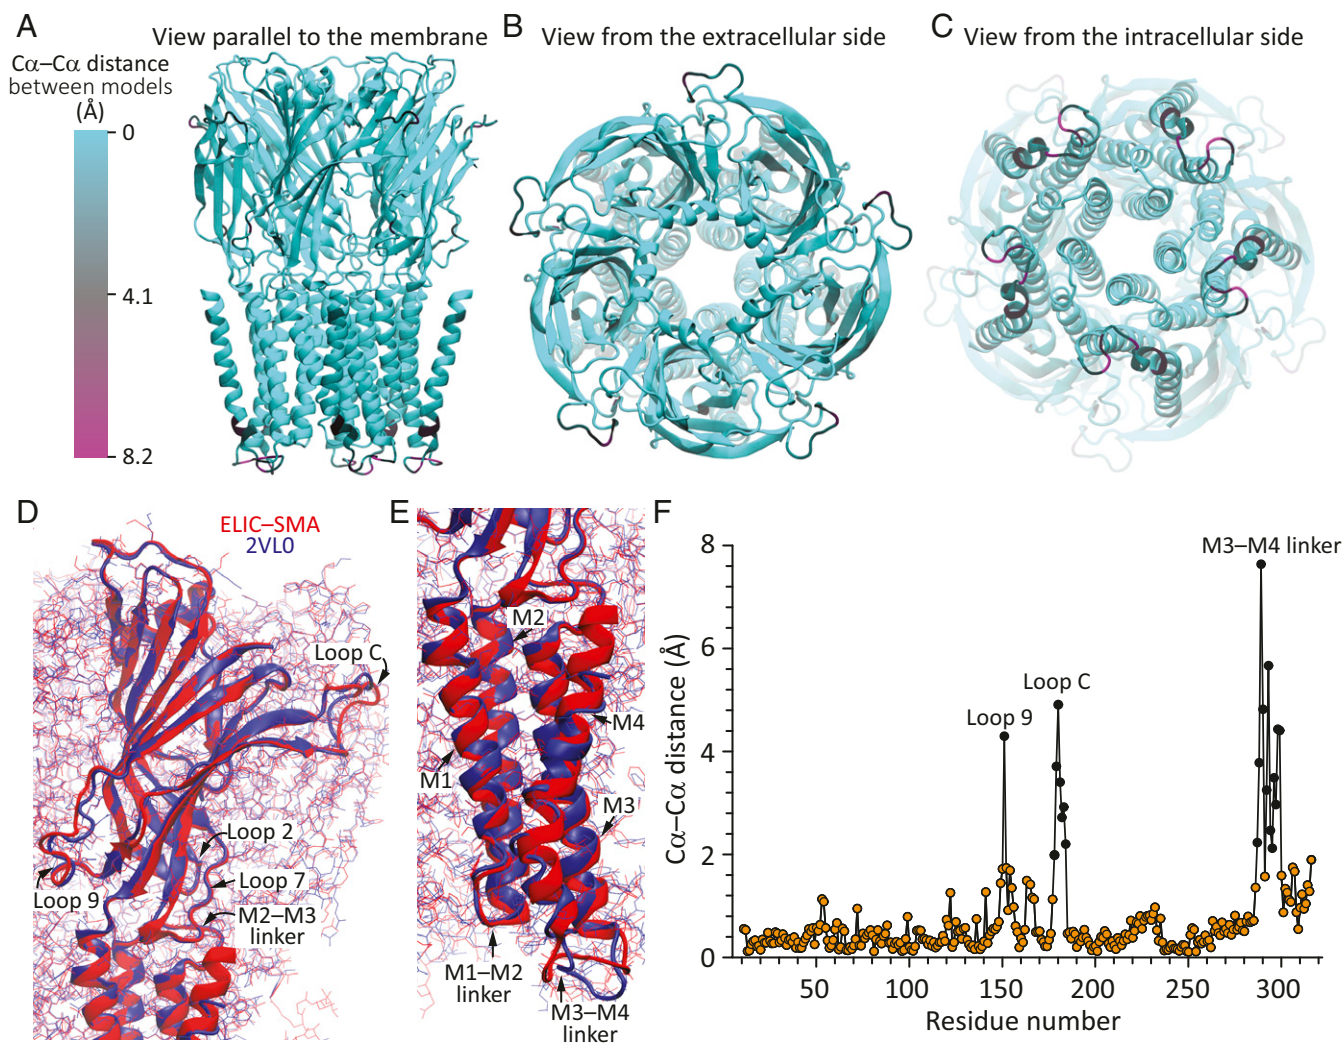 A
View parallel to the membrane
Cα–Cα distance
between models
(Å)
0
4.1
8.2
B
View from the extracellular side
C
View from the intracellular side
D
ELIC–SMA
2VL0
Loop C
Loop 2
Loop 7
Loop 9
M2–M3
linker
E
M2
M4
M1
M3
M1–M2
linker
M3–M4
linker
F
8
6
4
2
0
Cα–Cα distance (Å)
M3–M4 linker
Loop C
Loop 9
50
100
150
200
250
300
Residue number